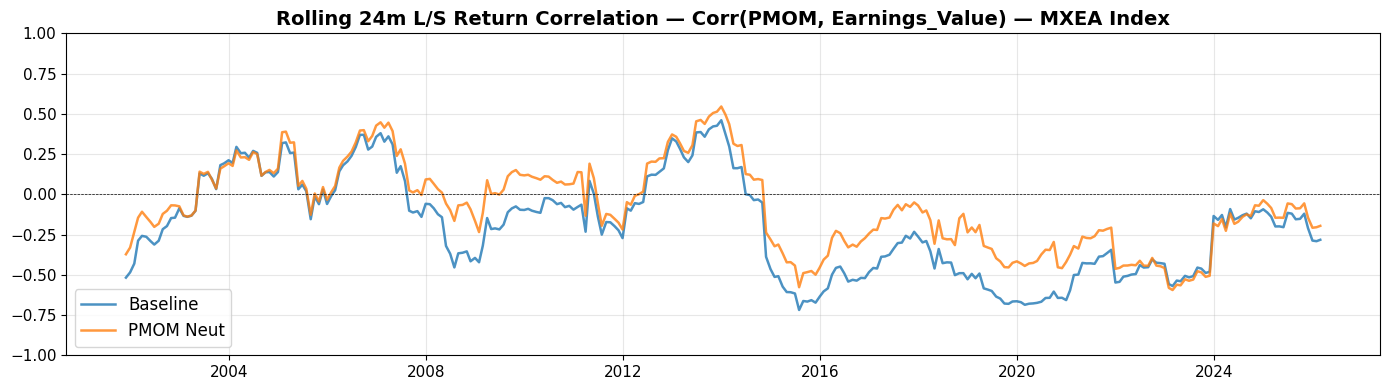 Rolling 24m L/S Return Correlation — Corr(PMOM, Earnings_Value) — MXEA Index
1.00
0.75
0.50
0.25
0.00
−0.25
−0.50
−0.75
−1.00
Baseline
PMOM Neut
2004 2008 2012 2016 2020 2024